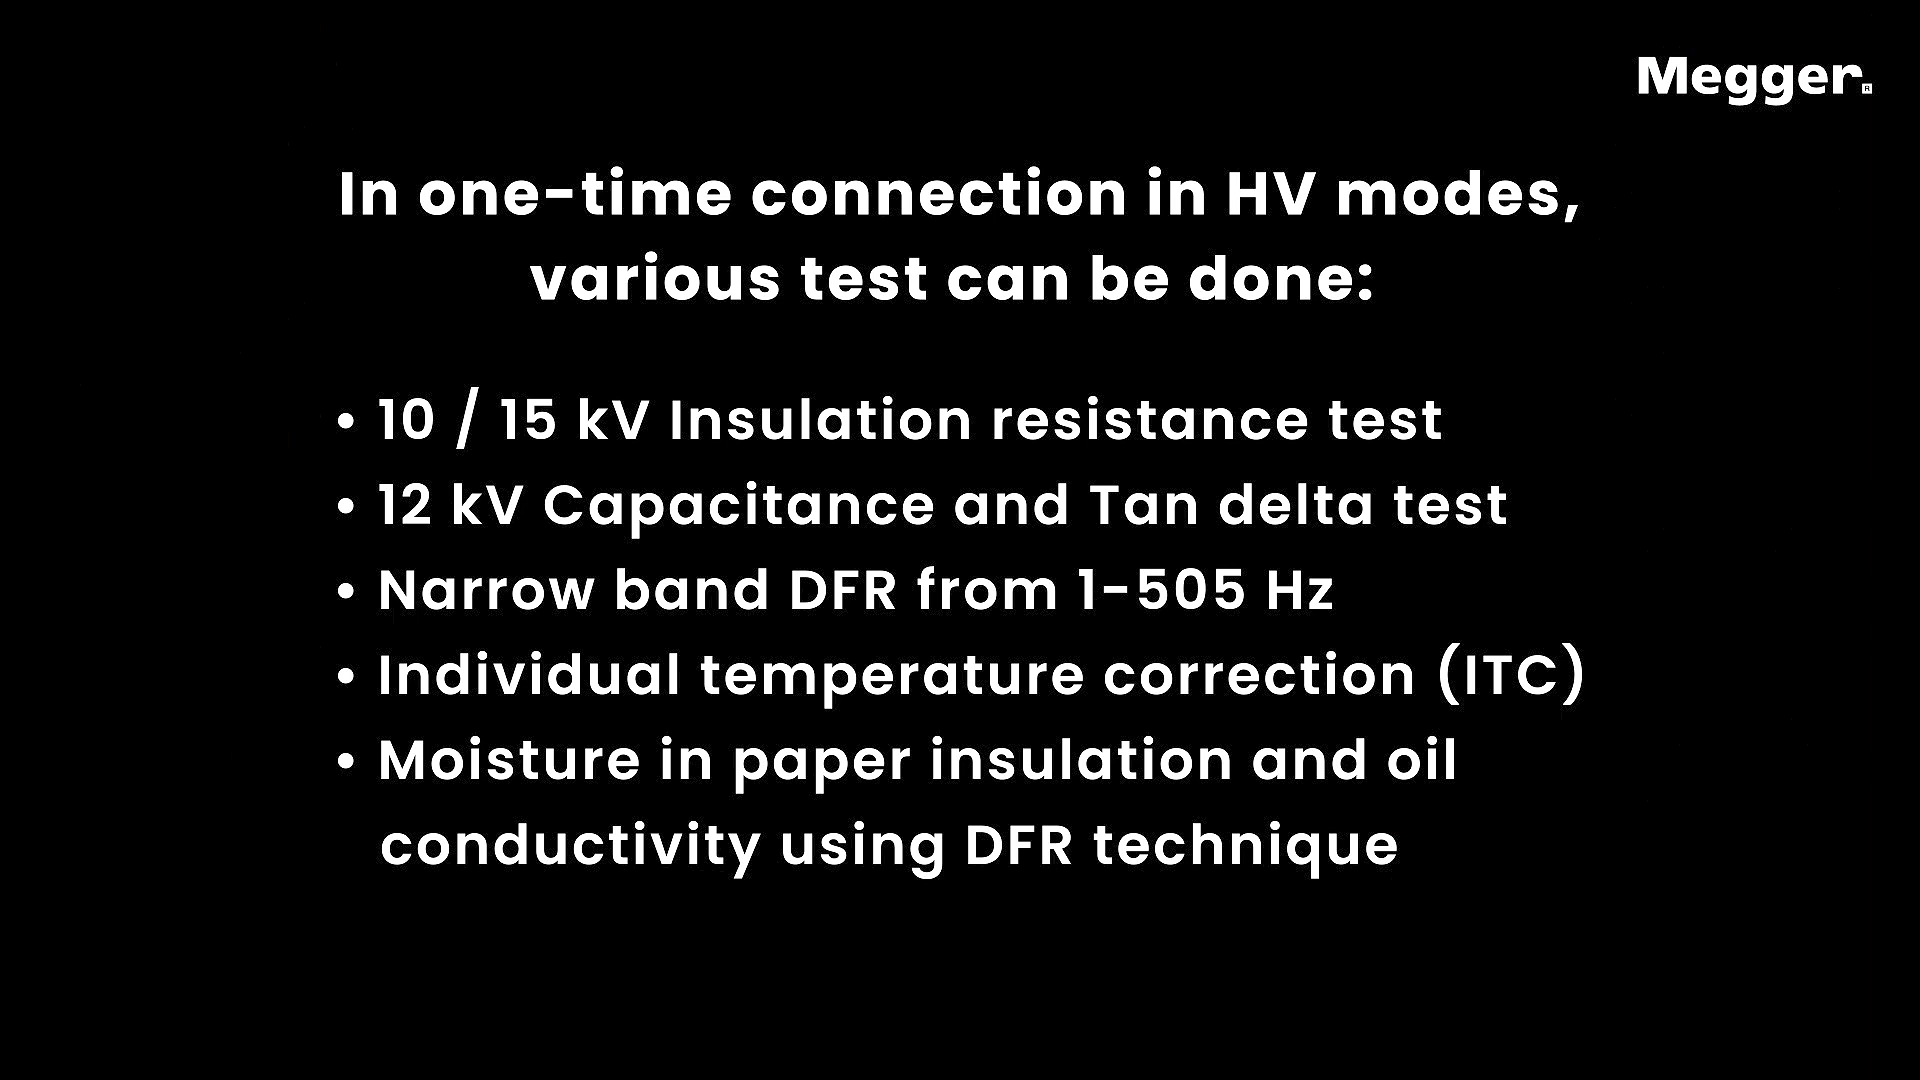 Megger®
In one-time connection in HV modes,
various test can be done:
• 10 / 15 kV Insulation resistance test
• 12 kV Capacitance and Tan delta test
• Narrow band DFR from 1-505 Hz
• Individual temperature correction (ITC)
• Moisture in paper insulation and oil
conductivity using DFR technique